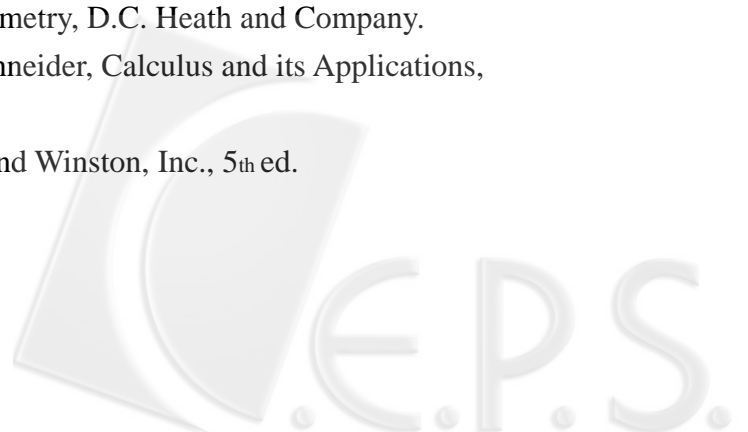 metry, D.C. Heath and Company.
nneider, Calculus and its Applications,
nd Winston, Inc., 5th ed.
C.E.P.S.